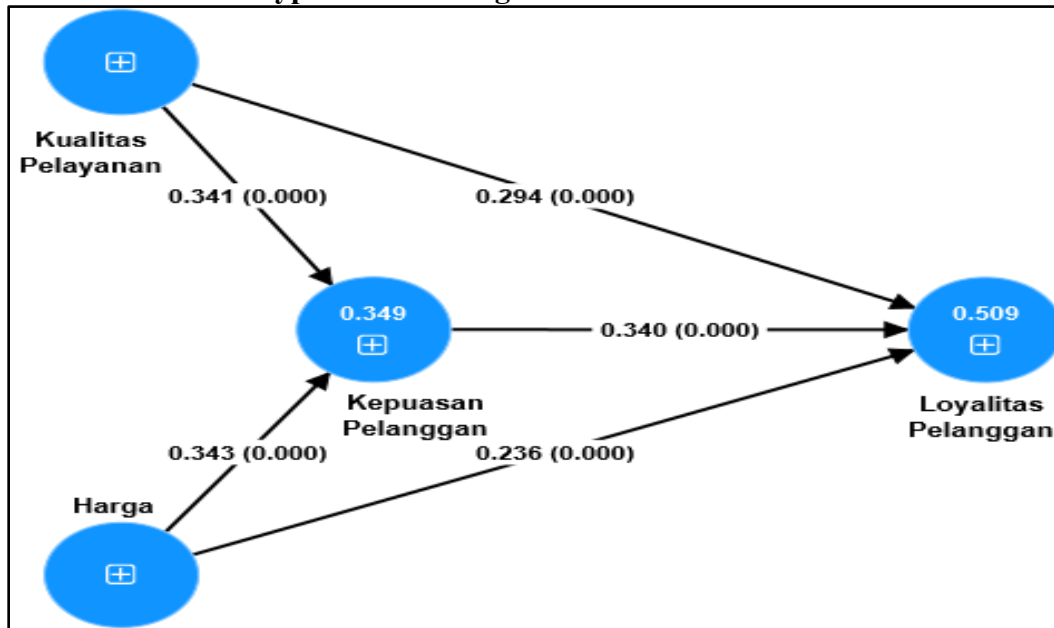 Kualitas
Pelayanan
0.341 (0.000)
0.294 (0.000)
0.349
0.340 (0.000)
0.509
Kepuasan
Pelanggan
Loyalitas
Pelanggan
0.343 (0.000)
0.236 (0.000)
Harga